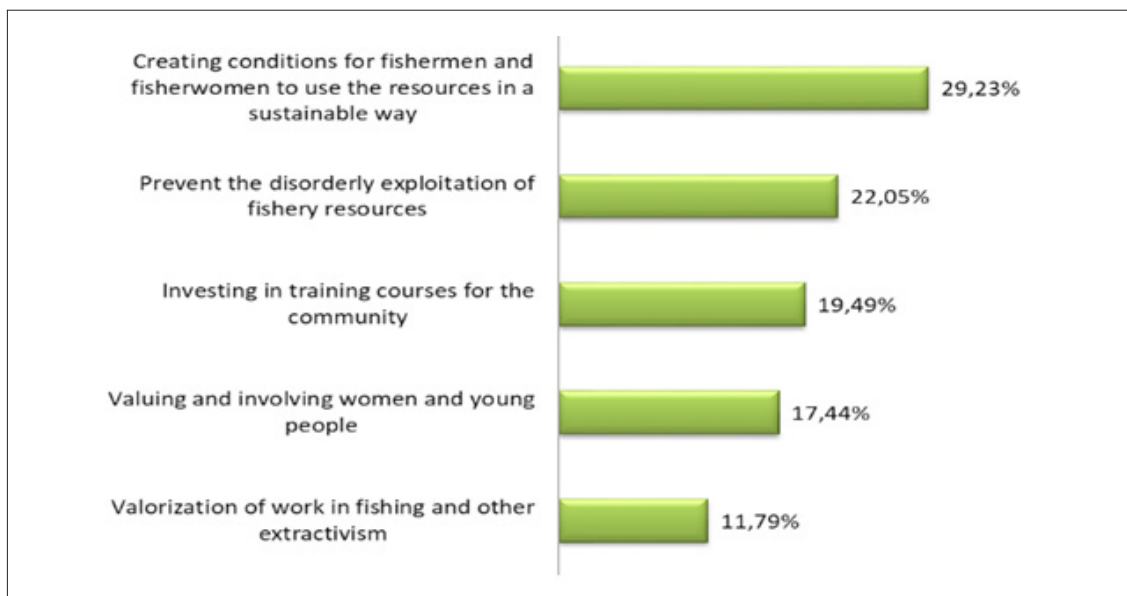 Creating conditions for fishermen and
fisherwomen to use the resources in a
sustainable way
29,23%
Prevent the disorderly exploitation of
fishery resources
22,05%
Investing in training courses for the
community
19,49%
Valuing and involving women and young
people
17,44%
Valorization of work in fishing and other
extractivism
11,79%